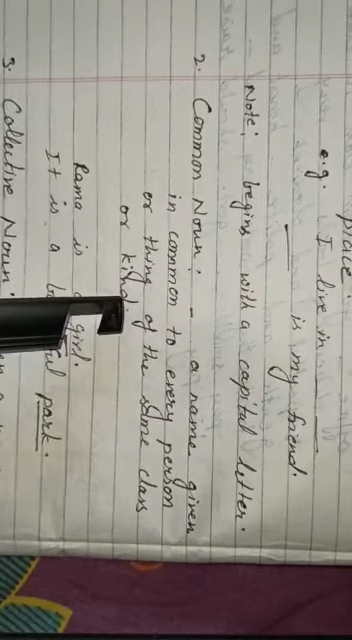 place.
e.g. I live in ____.
____ is my friend.
Note: begins with a capital letter.
2. Common Noun: - a name given
in common to every person
or thing of the same class
or kind.
Rama is girl.
It is a park.
3. Collective Noun: